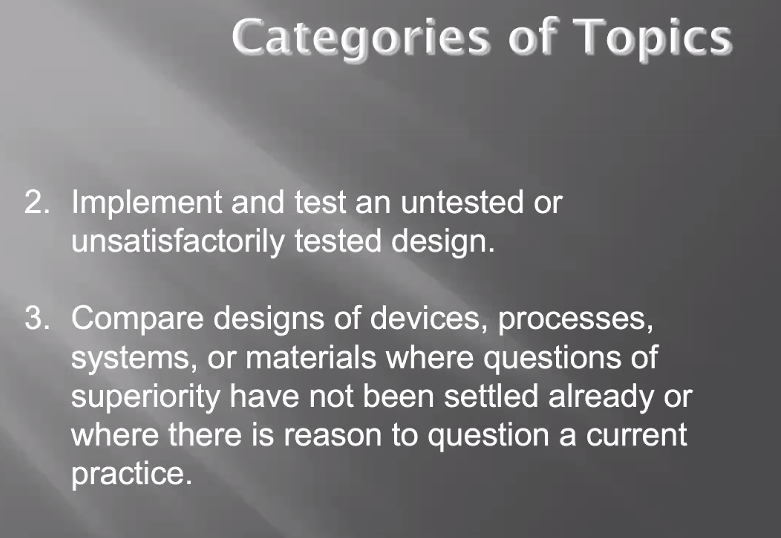 Categories of Topics
2. Implement and test an untested or
unsatisfactorily tested design.
3. Compare designs of devices, processes,
systems, or materials where questions of
superiority have not been settled already or
where there is reason to question a current
practice.